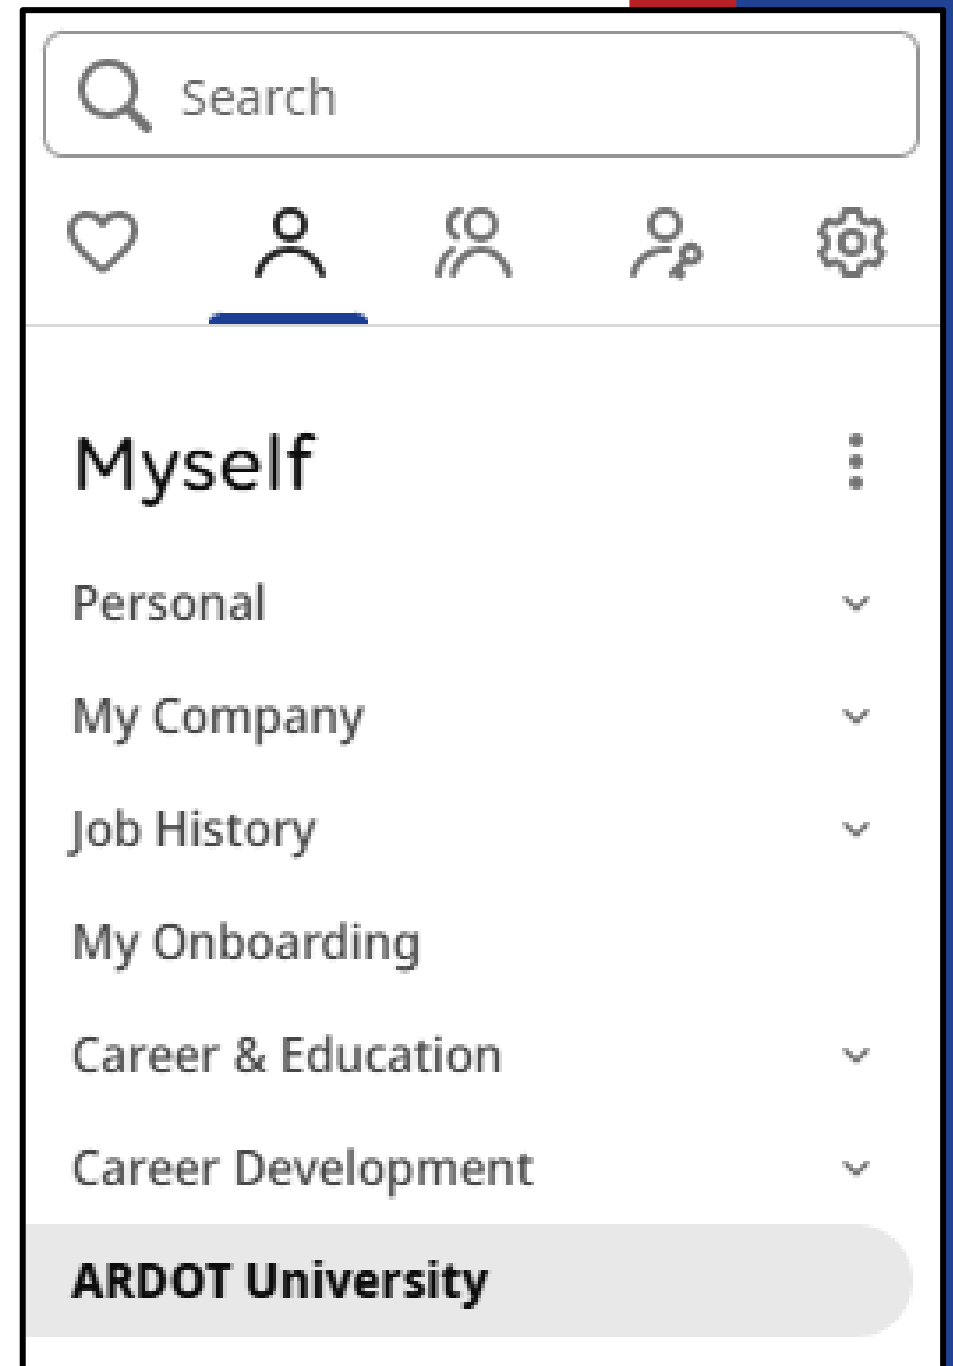 Search
Myself
Personal
My Company
Job History
My Onboarding
Career & Education
Career Development
ARDOT University